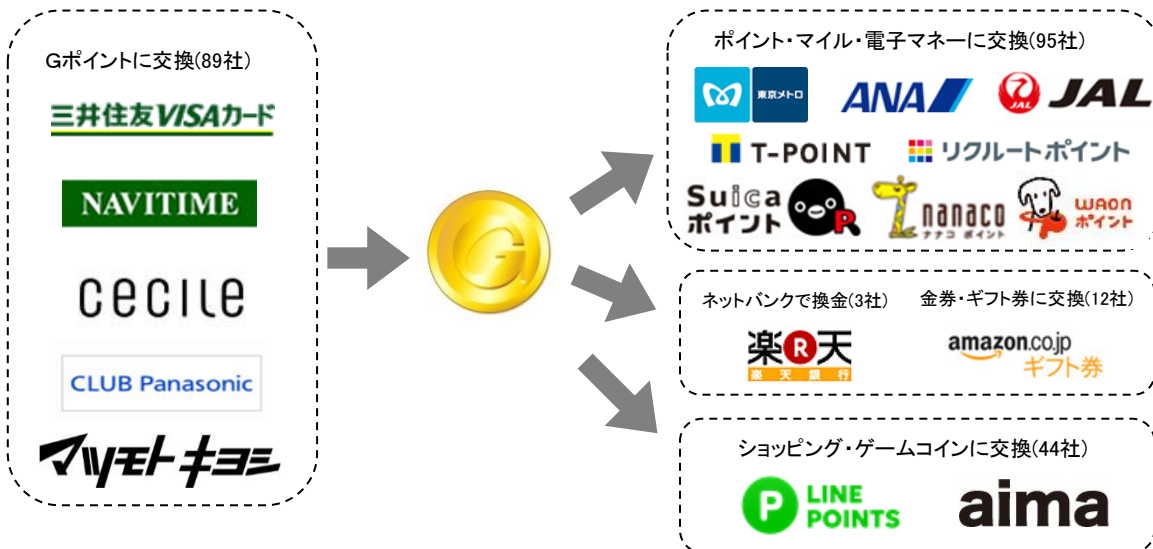 Gポイントに交換(89社)
三井住友VISAカード
NAVITIME
cecile
CLUB Panasonic
マツモトキヨシ
G
ポイント・マイル・電子マネーに交換(95社)
東京メトロ
ANA
JAL
JAL
T-POINT
リクルートポイント
Suica
ポイント
R
nanaco
ナナコ ポイント
WAON
ポイント
ネットバンクで換金(3社)
楽R天
楽天銀行
金券・ギフト券に交換(12社)
amazon.co.jp
ギフト券
ショッピング・ゲームコインに交換(44社)
P
LINE
POINTS
aima